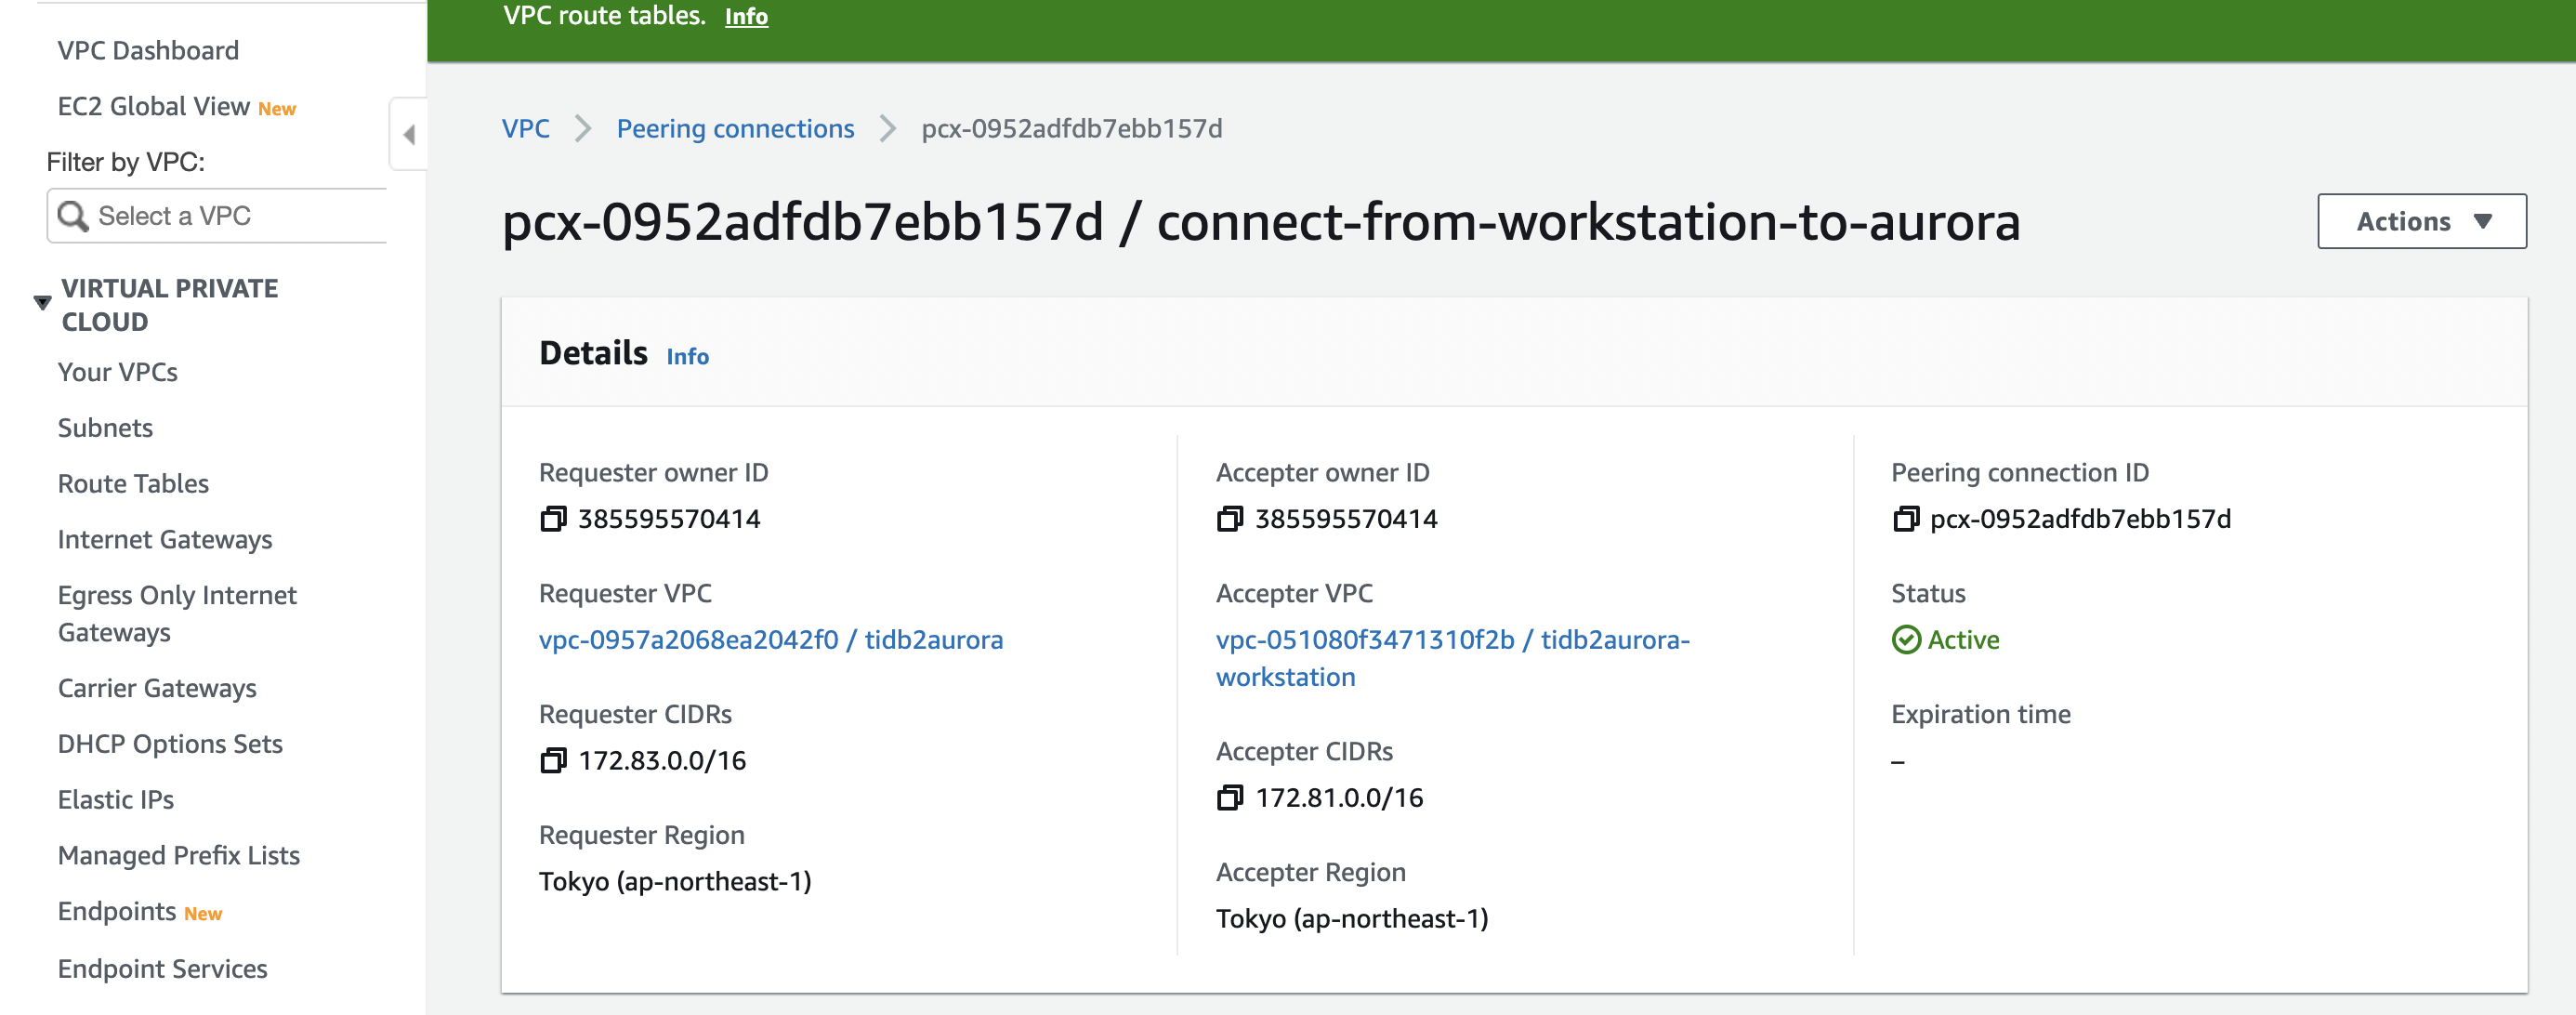 VPC route tables. Info
VPC Dashboard
EC2 Global View New
Filter by VPC:
Select a VPC
VIRTUAL PRIVATE
CLOUD
Your VPCs
Subnets
Route Tables
Internet Gateways
Egress Only Internet
Gateways
Carrier Gateways
DHCP Options Sets
Elastic IPs
Managed Prefix Lists
Endpoints New
Endpoint Services
VPC > Peering connections > pcx-0952adfdb7ebb157d
pcx-0952adfdb7ebb157d / connect-from-workstation-to-aurora
Actions
Details Info
Requester owner ID
385595570414
Requester VPC
vpc-0957a2068ea2042f0 / tidb2aurora
Requester CIDRs
172.83.0.0/16
Requester Region
Tokyo (ap-northeast-1)
Accepter owner ID
385595570414
Accepter VPC
vpc-051080f3471310f2b / tidb2aurora-
workstation
Accepter CIDRs
172.81.0.0/16
Accepter Region
Tokyo (ap-northeast-1)
Peering connection ID
pcx-0952adfdb7ebb157d
Status
Active
Expiration time
–